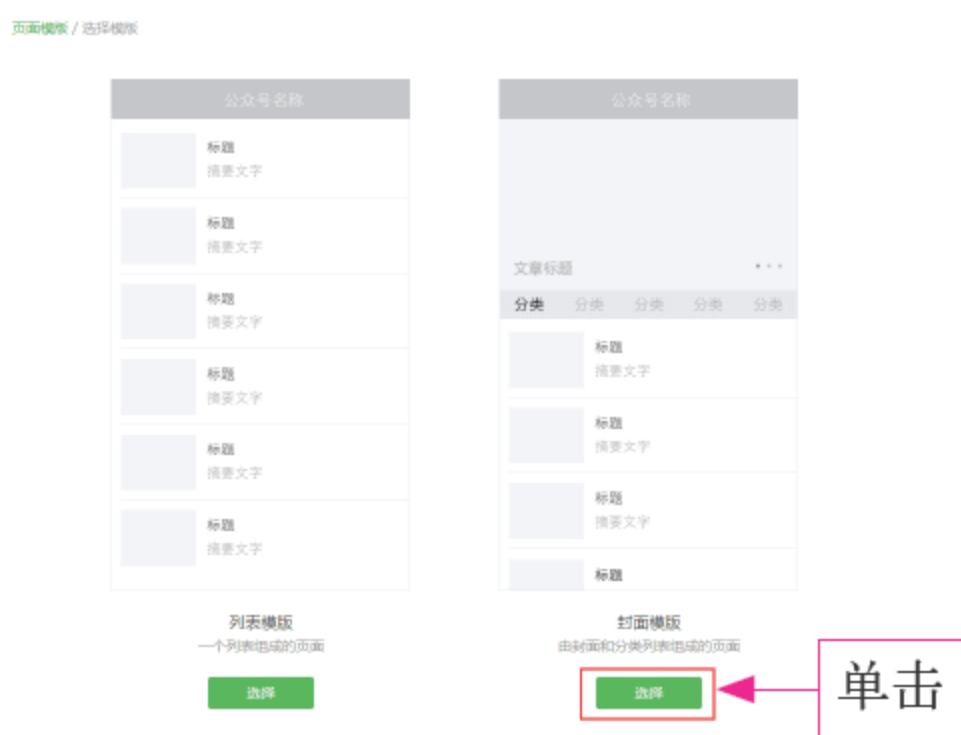 页面模版 / 选择模版
公众号名称
标题
摘要文字
标题
摘要文字
标题
摘要文字
标题
摘要文字
标题
摘要文字
标题
摘要文字
列表模版
一个列表组成的页面
选择
公众号名称
文章标题
分类 分类 分类 分类 分类
标题
摘要文字
标题
摘要文字
标题
摘要文字
标题
封面模版
由封面和分类列表组成的页面
选择
单击